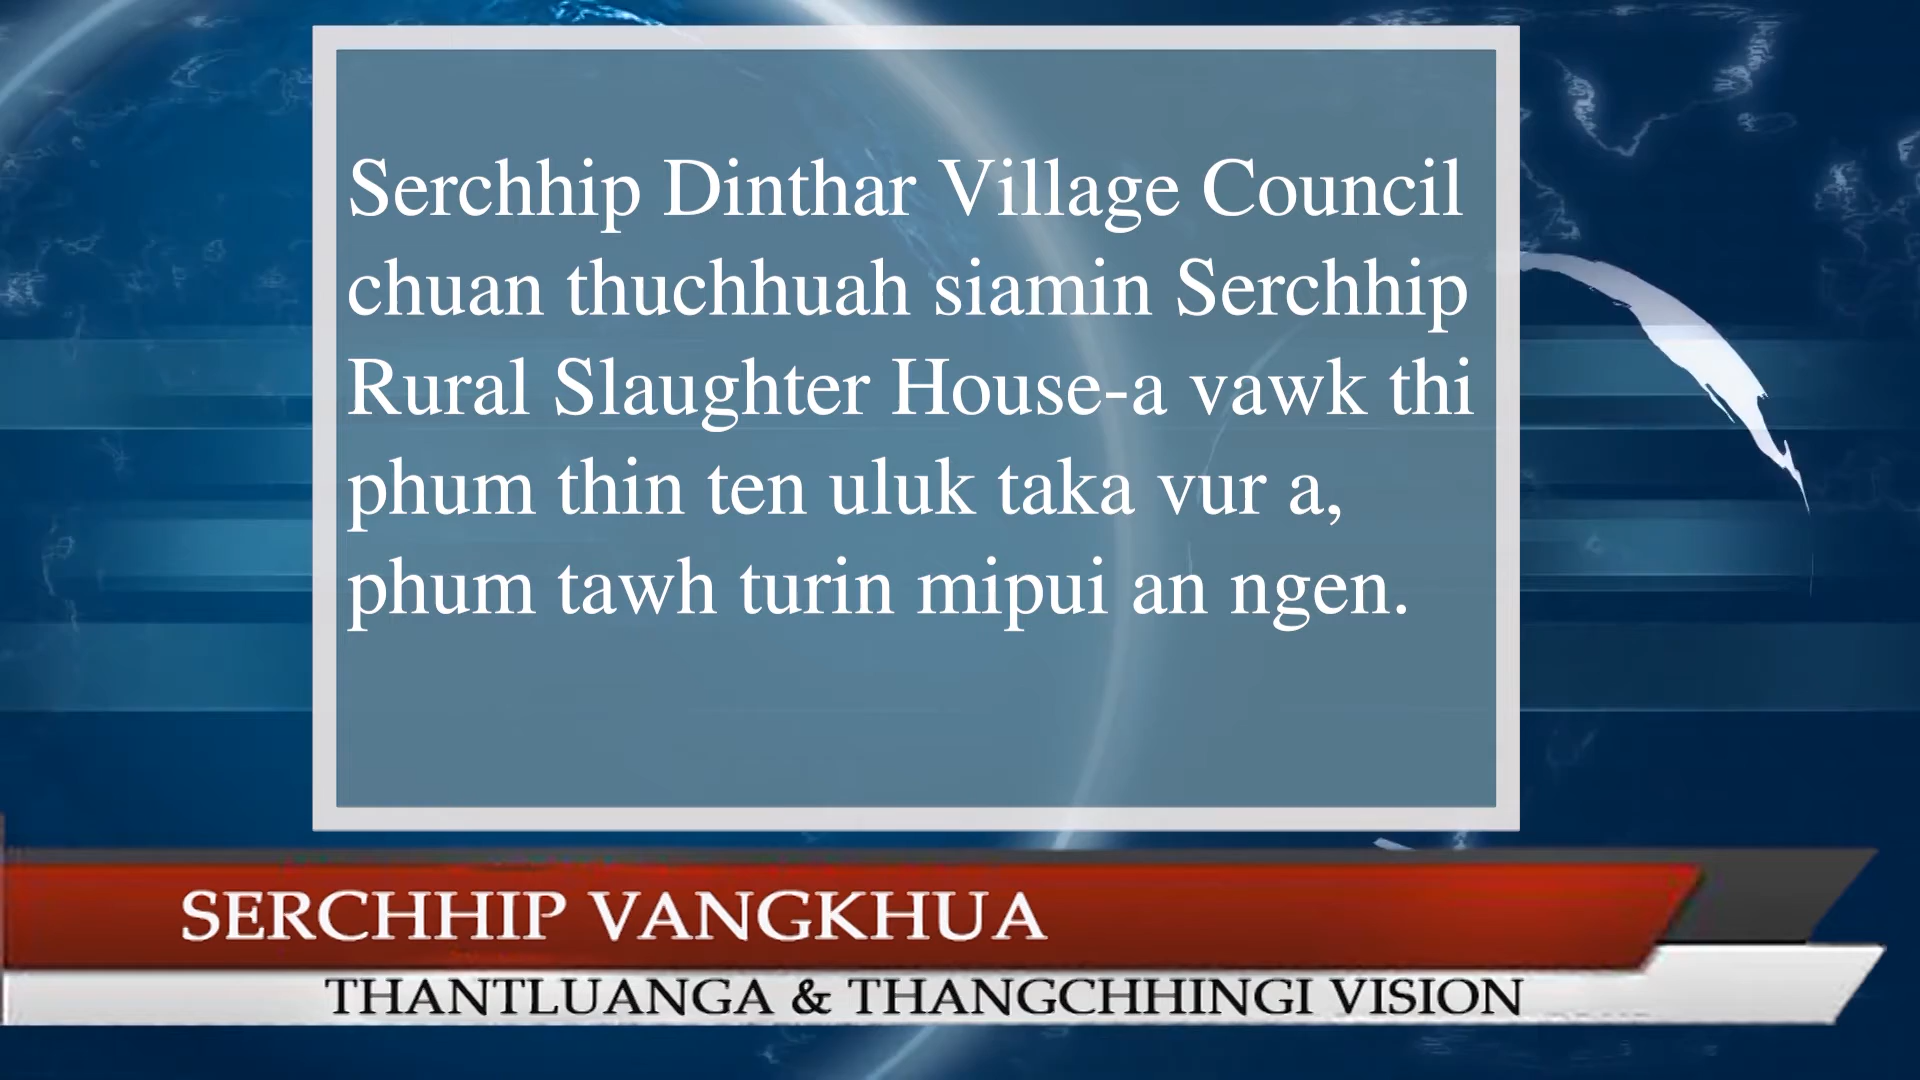 Serchhip Dinthar Village Council
chuan thuchhuah siamin Serchhip
Rural Slaughter House-a vawk thi
phum thin ten uluk taka vur a,
phum tawh turin mipui an ngen.
SERCHHIP VANGKHUA
THANTLUANGA & THANGCHHINGI VISION